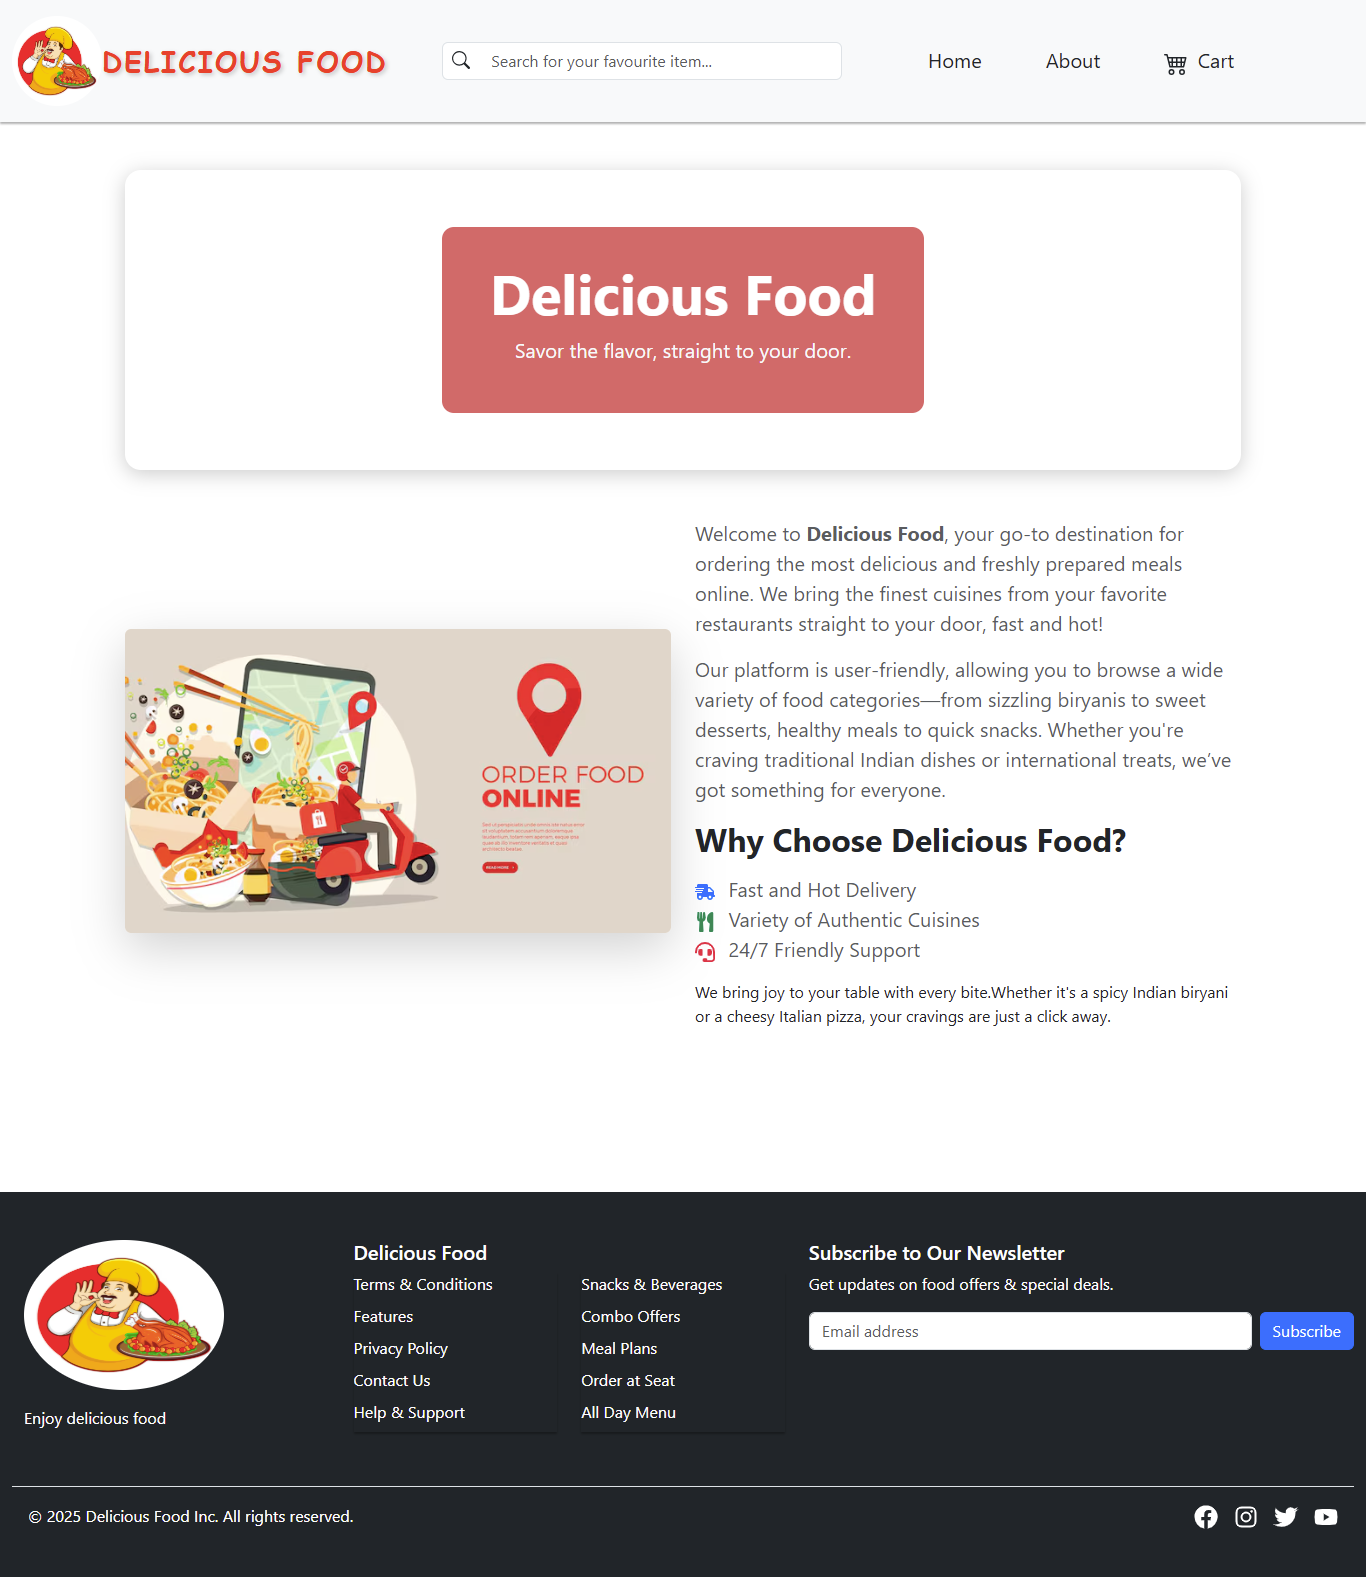 DELICIOUS FOOD
Search for your favourite item...
Home
About
Cart
Delicious Food
Savor the flavor, straight to your door.
Welcome to Delicious Food, your go-to destination for
ordering the most delicious and freshly prepared meals
online. We bring the finest cuisines from your favorite
restaurants straight to your door, fast and hot!
Our platform is user-friendly, allowing you to browse a wide
variety of food categories—from sizzling biryanis to sweet
desserts, healthy meals to quick snacks. Whether you're
craving traditional Indian dishes or international treats, we’ve
got something for everyone.
ORDER FOOD
ONLINE
READ MORE
Why Choose Delicious Food?
Fast and Hot Delivery
Variety of Authentic Cuisines
24/7 Friendly Support
We bring joy to your table with every bite.Whether it's a spicy Indian biryani
or a cheesy Italian pizza, your cravings are just a click away.
Enjoy delicious food
Delicious Food
Terms & Conditions
Features
Privacy Policy
Contact Us
Help & Support
Snacks & Beverages
Combo Offers
Meal Plans
Order at Seat
All Day Menu
Subscribe to Our Newsletter
Get updates on food offers & special deals.
Email address
Subscribe
© 2025 Delicious Food Inc. All rights reserved.